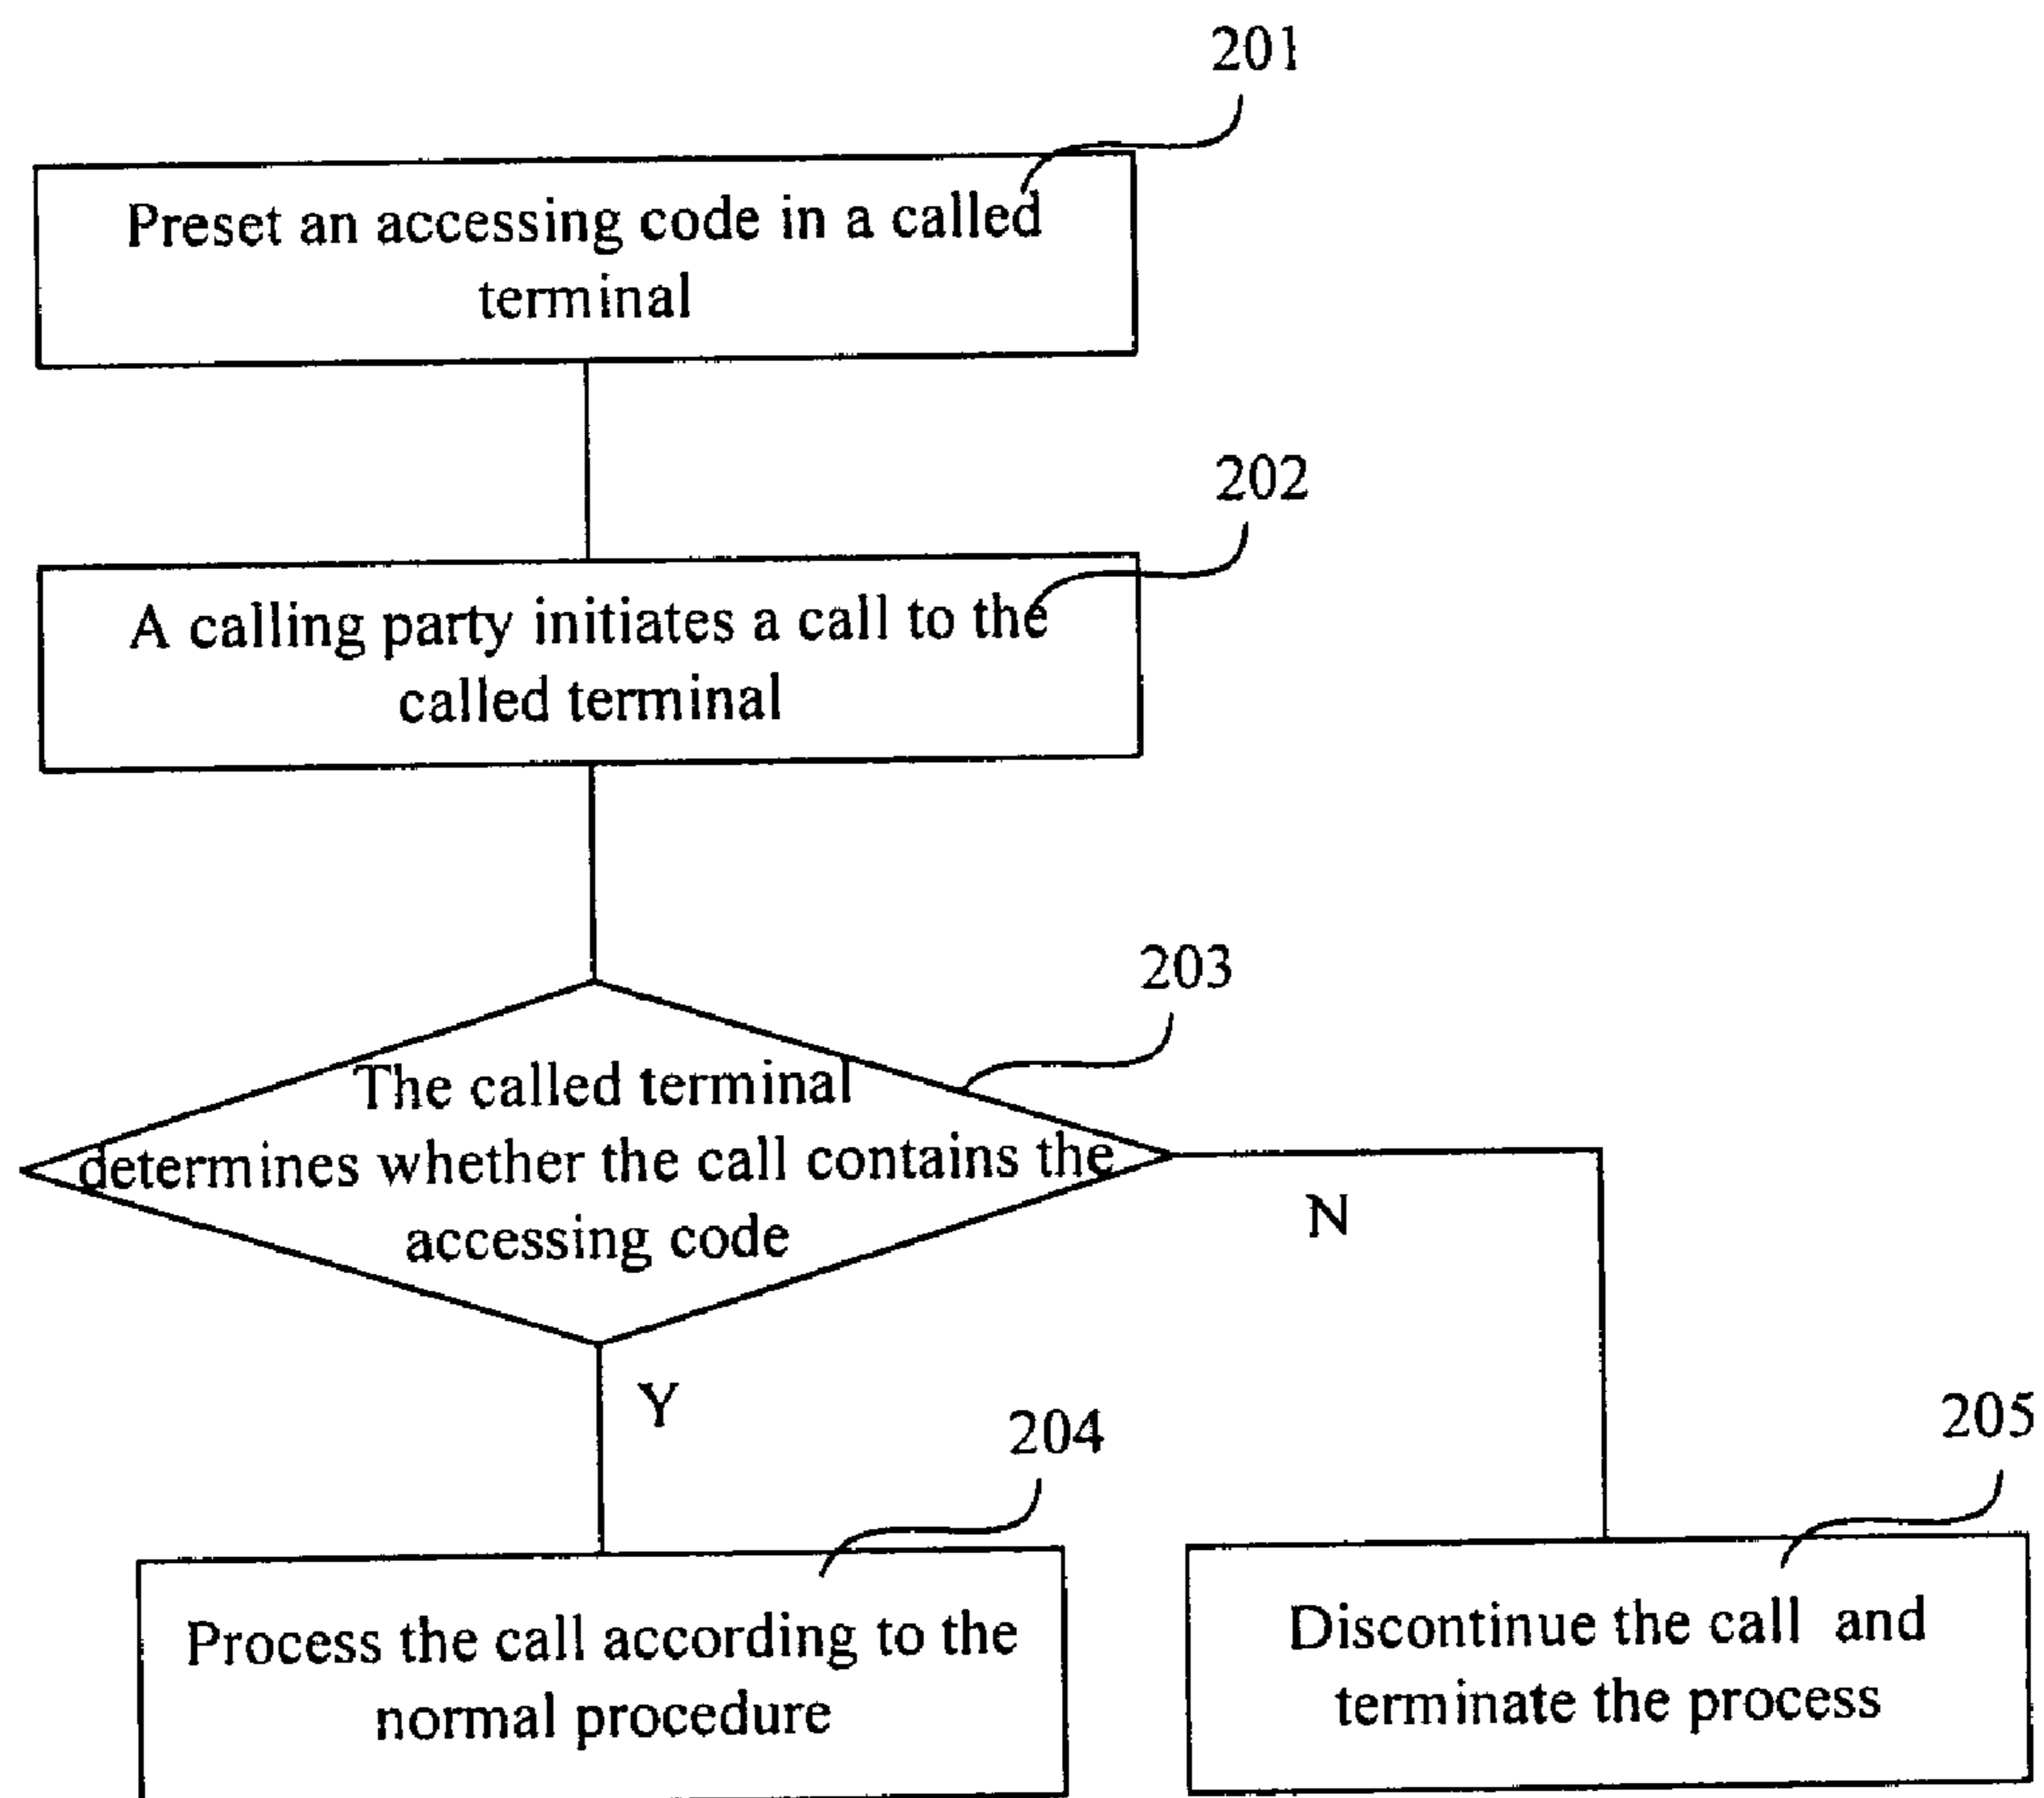 201
Preset an accessing code in a called
terminal
202
A calling party initiates a call to the
called terminal
203
The called terminal
determines whether the call contains the
accessing code
N
Y
204
205
Process the call according to the
normal procedure
Discontinue the call and
terminate the process